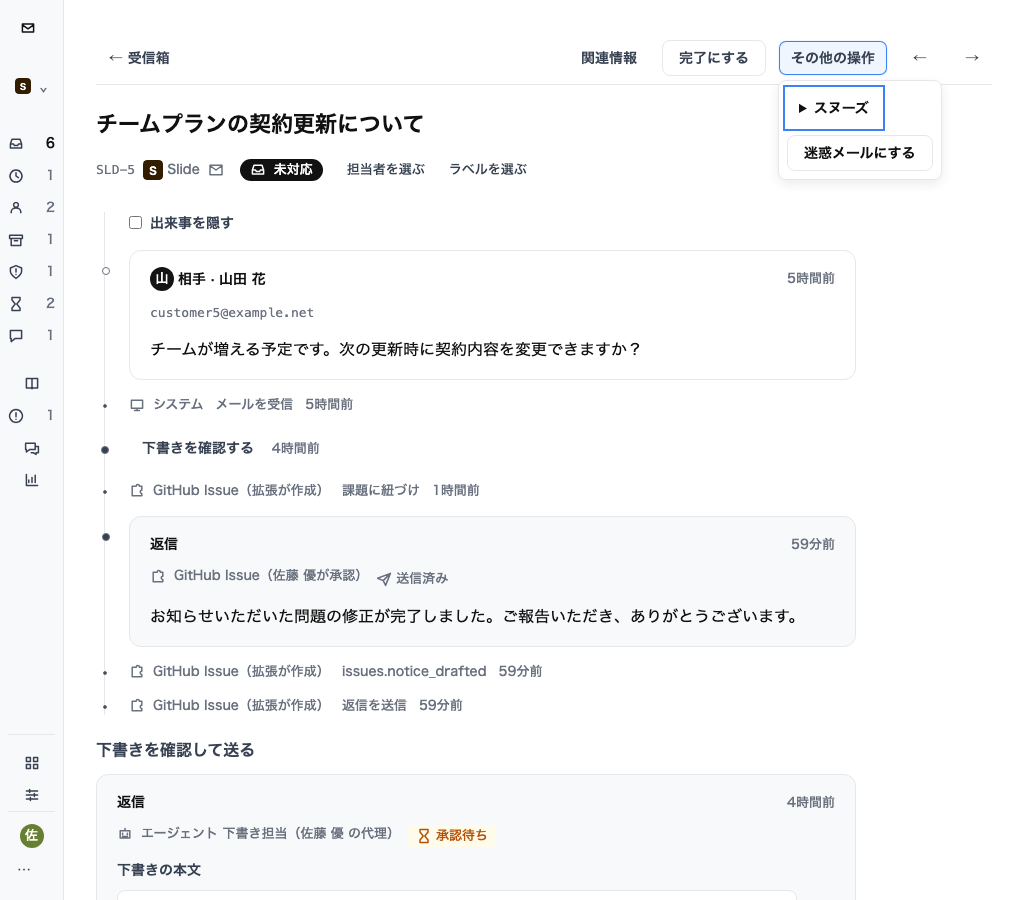 ← 受信箱
関連情報
完了にする
その他の操作
← →
▶ スヌーズ
迷惑メールにする
チームプランの契約更新について
SLD-5 S Slide 未対応 担当者を選ぶ ラベルを選ぶ
S
6
1
2
1
1
2
1
1
出来事を隠す
山 相手 · 山田 花 5時間前
customer5@example.net
チームが増える予定です。次の更新時に契約内容を変更できますか？
システム メールを受信 5時間前
下書きを確認する 4時間前
GitHub Issue（拡張が作成） 課題に紐づけ 1時間前
返信 59分前
GitHub Issue（佐藤 優が承認） 送信済み
お知らせいただいた問題の修正が完了しました。ご報告いただき、ありがとうございます。
GitHub Issue（拡張が作成） issues.notice_drafted 59分前
GitHub Issue（拡張が作成） 返信を送信 59分前
下書きを確認して送る
返信 4時間前
エージェント 下書き担当（佐藤 優 の代理） 承認待ち
下書きの本文
佐
…